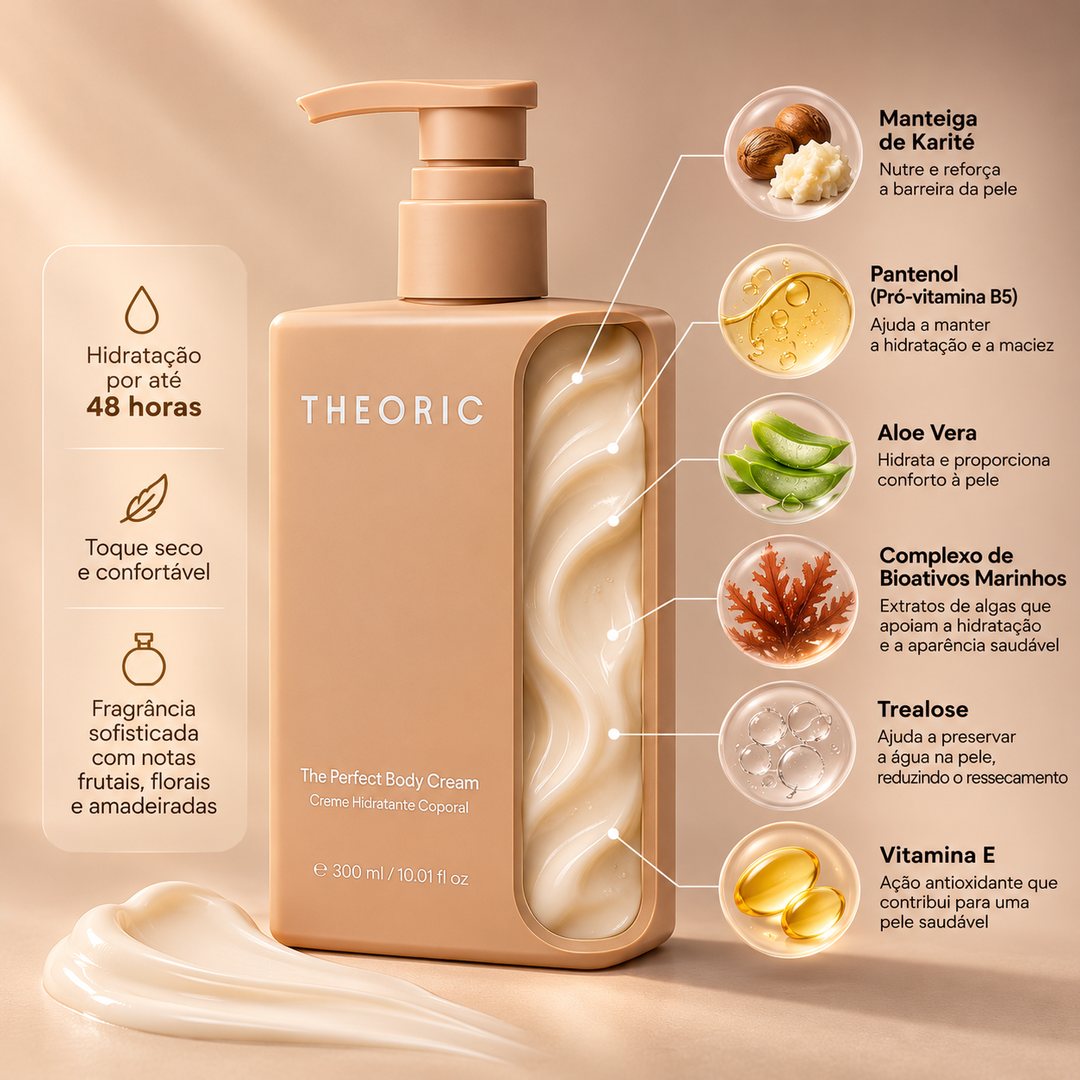 Hidratação
por até
48 horas
Toque seco
e confortável
Fragrância
sofisticada
com notas
frutais, florais
e amadeiradas
THEORIC
The Perfect Body Cream
Creme Hidratante Coporal
℮ 300 ml / 10.01 fl oz
Manteiga
de Karité
Nutre e reforça
a barreira da pele
Pantenol
(Pró-vitamina B5)
Ajuda a manter
a hidratação e a maciez
Aloe Vera
Hidrata e proporciona
conforto à pele
Complexo de
Bioativos Marinhos
Extratos de algas que
apoiam a hidratação
e a aparência saudável
Trealose
Ajuda a preservar
a água na pele,
reduzindo o ressecamento
Vitamina E
Ação antioxidante que
contribui para uma
pele saudável